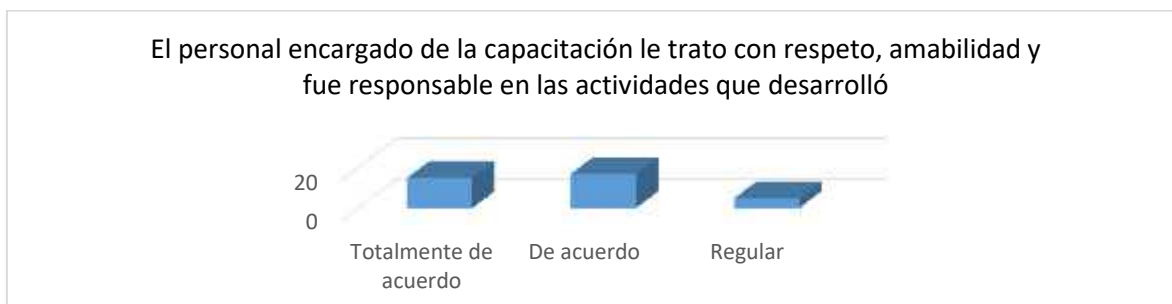 El personal encargado de la capacitación le trato con respeto, amabilidad y
fue responsable en las actividades que desarrolló
20
0
Totalmente de
acuerdo
De acuerdo
Regular